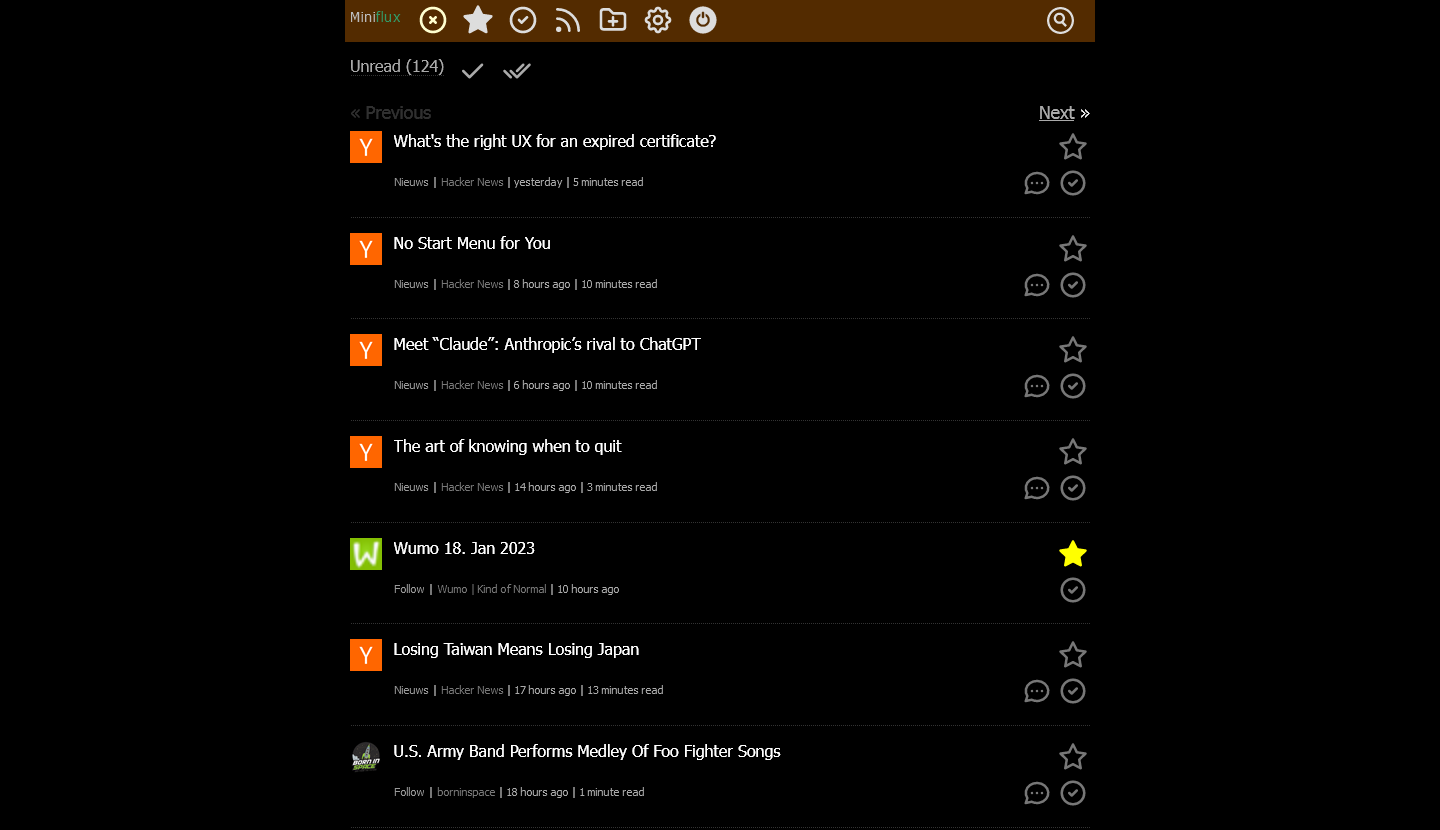 Miniflux
Unread (124)
« Previous
Next »
Y
What's the right UX for an expired certificate?
Nieuws | Hacker News | yesterday | 5 minutes read
Y
No Start Menu for You
Nieuws | Hacker News | 8 hours ago | 10 minutes read
Y
Meet “Claude”: Anthropic’s rival to ChatGPT
Nieuws | Hacker News | 6 hours ago | 10 minutes read
Y
The art of knowing when to quit
Nieuws | Hacker News | 14 hours ago | 3 minutes read
W
Wumo 18. Jan 2023
Follow | Wumo | Kind of Normal | 10 hours ago
Y
Losing Taiwan Means Losing Japan
Nieuws | Hacker News | 17 hours ago | 13 minutes read
BORN IN
SPACE
U.S. Army Band Performs Medley Of Foo Fighter Songs
Follow | borninspace | 18 hours ago | 1 minute read